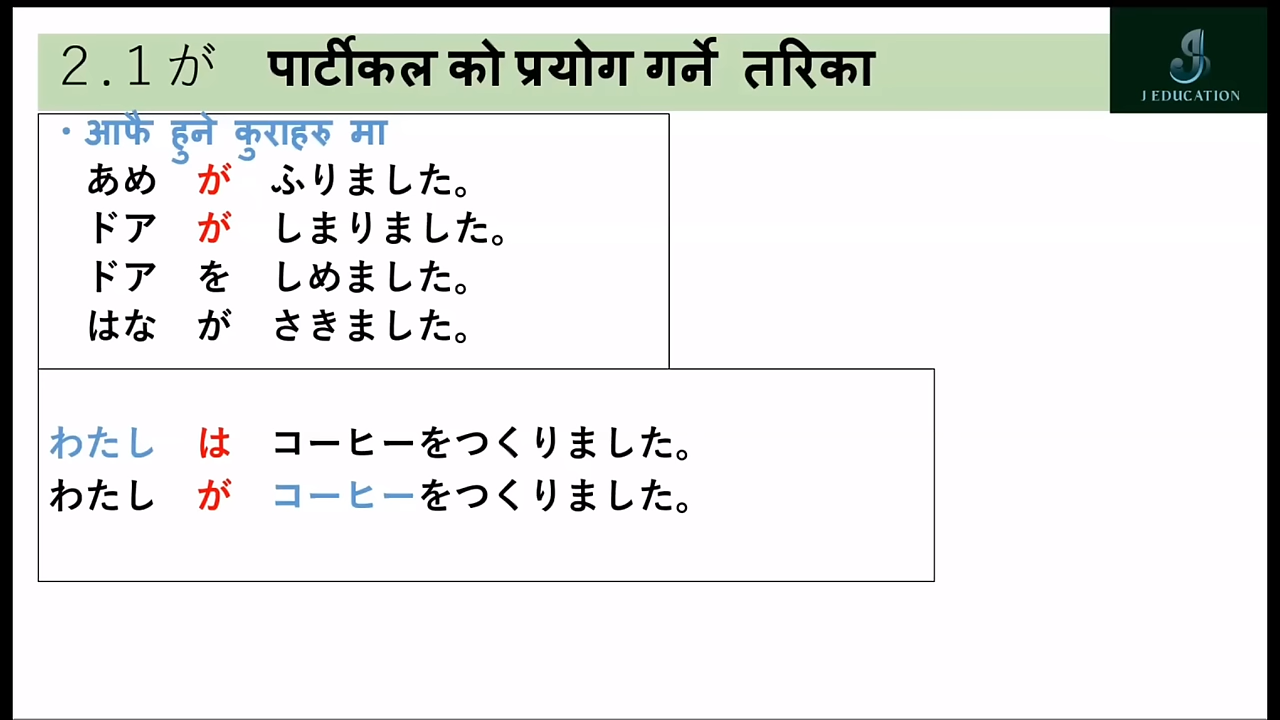 2.1が पार्टीकल को प्रयोग गर्ने तरिका
J EDUCATION
・आफै हुने कुराहरु मा
あめ が ふりました。
ドア が しまりました。
ドア を しめました。
はな が さきました。
わたし は コーヒーをつくりました。
わたし が コーヒーをつくりました。